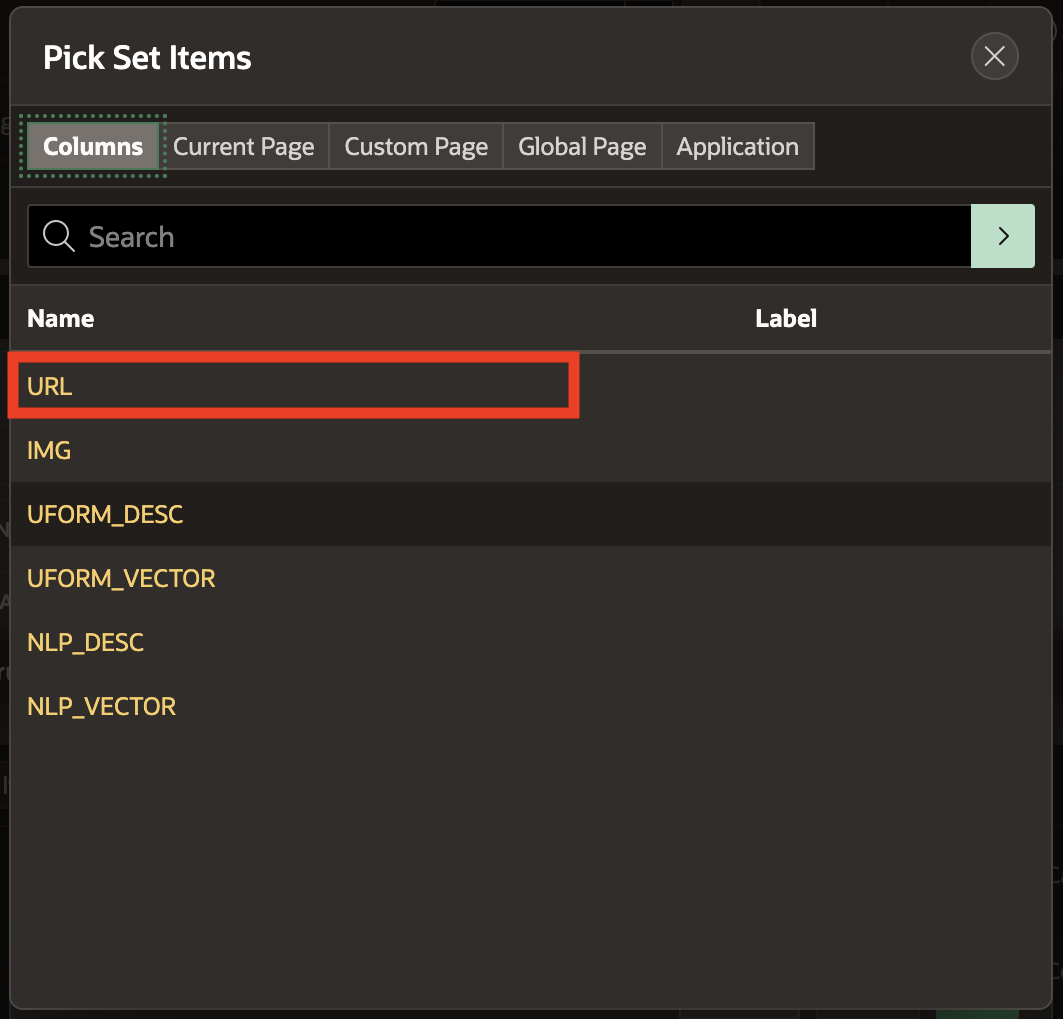 Pick Set Items
Columns Current Page Custom Page Global Page Application
Search
Name Label
URL
IMG
UFORM_DESC
UFORM_VECTOR
NLP_DESC
NLP_VECTOR